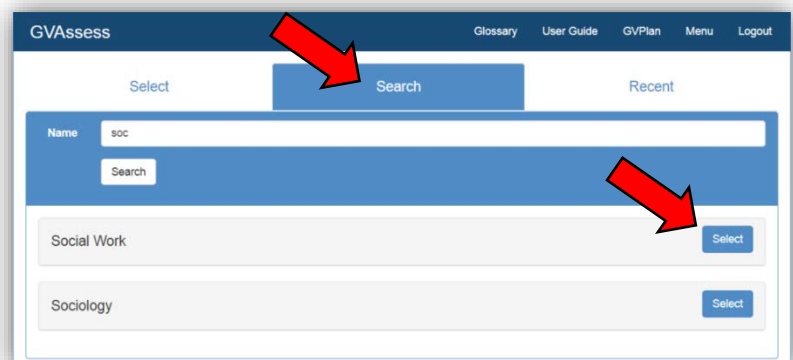 GVAssess Glossary User Guide GVPlan Menu Logout
Select Search Recent
Name soc
Search
Social Work Select
Sociology Select